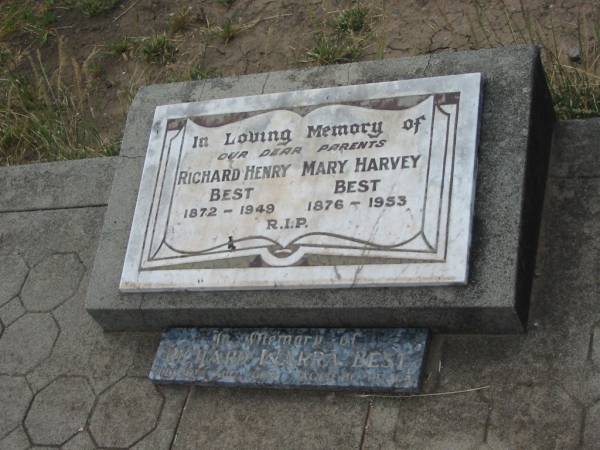 In Loving Memory of
OUR DEAR PARENTS
RICHARD HENRY MARY HARVEY
BEST BEST
1872 - 1949 1876 - 1953
R.I.P.
In Memory of
BEST